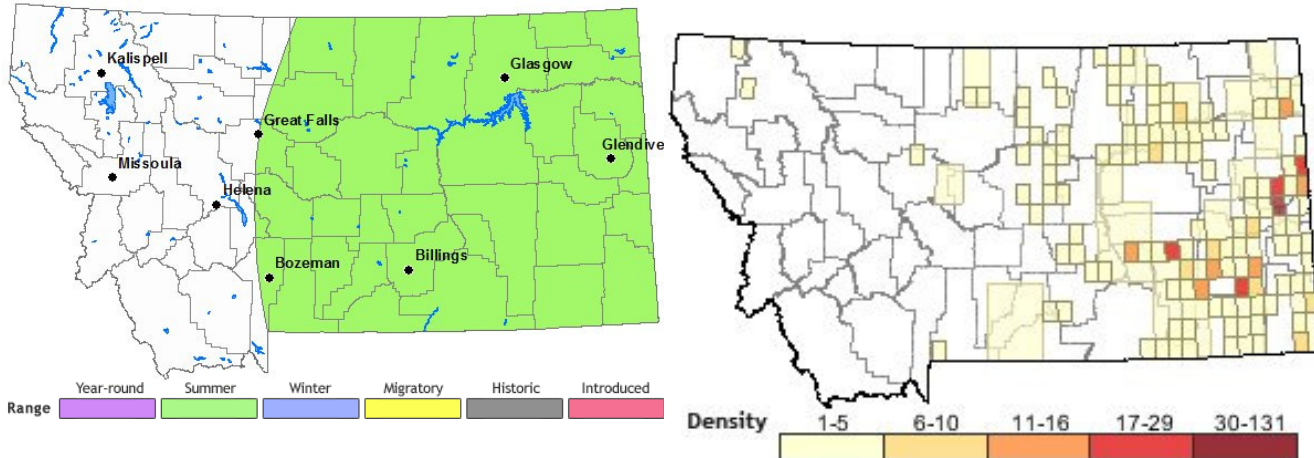 Kalispell
Glasgow
Great Falls
Glendive
Missoula
Helena
Bozeman
Billings
Year-round Summer Winter Migratory Historic Introduced
Range
Density 1-5 6-10 11-16 17-29 30-131